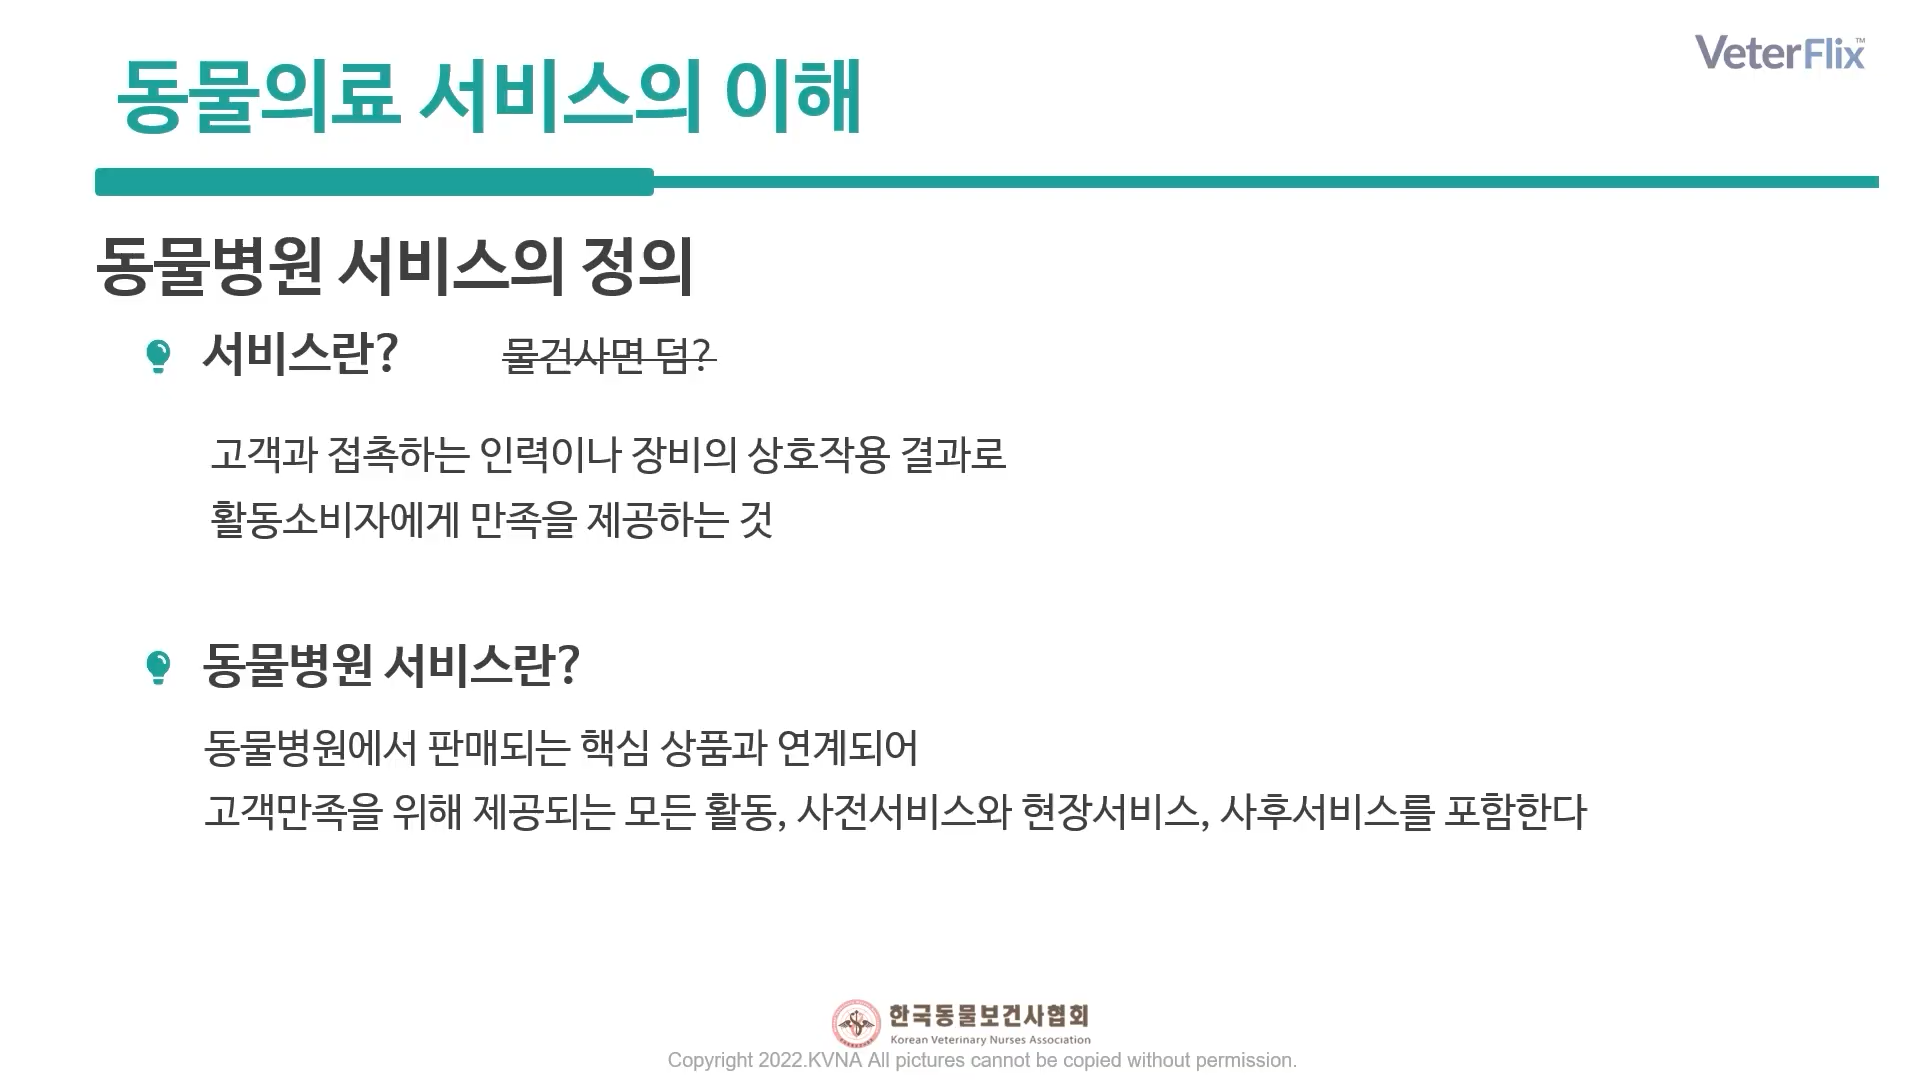 VeterFlix™
동물의료 서비스의 이해
동물병원 서비스의 정의
서비스란? 물건사면 덤?
고객과 접촉하는 인력이나 장비의 상호작용 결과로
활동소비자에게 만족을 제공하는 것
동물병원 서비스란?
동물병원에서 판매되는 핵심 상품과 연계되어
고객만족을 위해 제공되는 모든 활동, 사전서비스와 현장서비스, 사후서비스를 포함한다
한국동물보건사협회
Korean Veterinary Nurses Association
Copyright 2022.KVNA All pictures cannot be copied without permission.